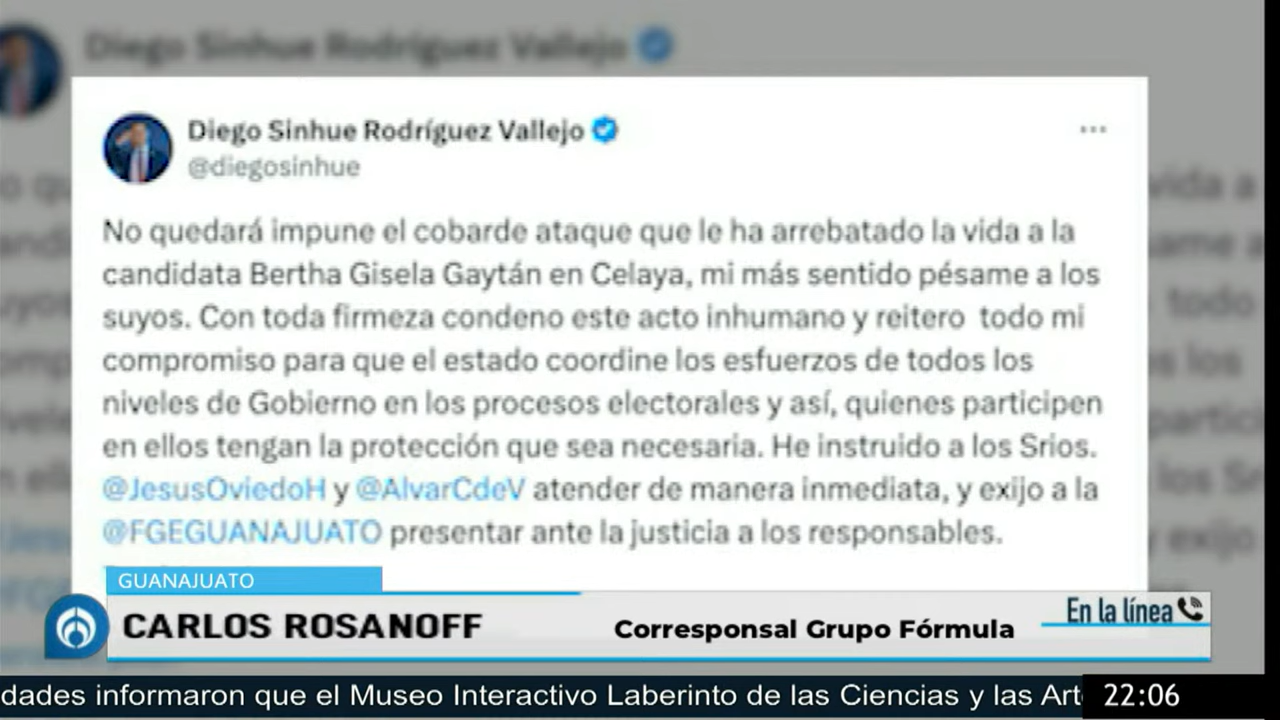 Diego Sinhue Rodríguez Vallejo
Diego Sinhue Rodríguez Vallejo
@diegosinhue
No quedará impune el cobarde ataque que le ha arrebatado la vida a la
candidata Bertha Gisela Gaytán en Celaya, mi más sentido pésame a los
suyos. Con toda firmeza condeno este acto inhumano y reitero todo mi
compromiso para que el estado coordine los esfuerzos de todos los
niveles de Gobierno en los procesos electorales y así, quienes participen
en ellos tengan la protección que sea necesaria. He instruido a los Srios.
@JesusOviedoH y @AlvarCdeV atender de manera inmediata, y exijo a la
@FGEGUANAJUATO presentar ante la justicia a los responsables.
GUANAJUATO
CARLOS ROSANOFF
Corresponsal Grupo Fórmula
En la línea
dades informaron que el Museo Interactivo Laberinto de las Ciencias y las Art
22:06